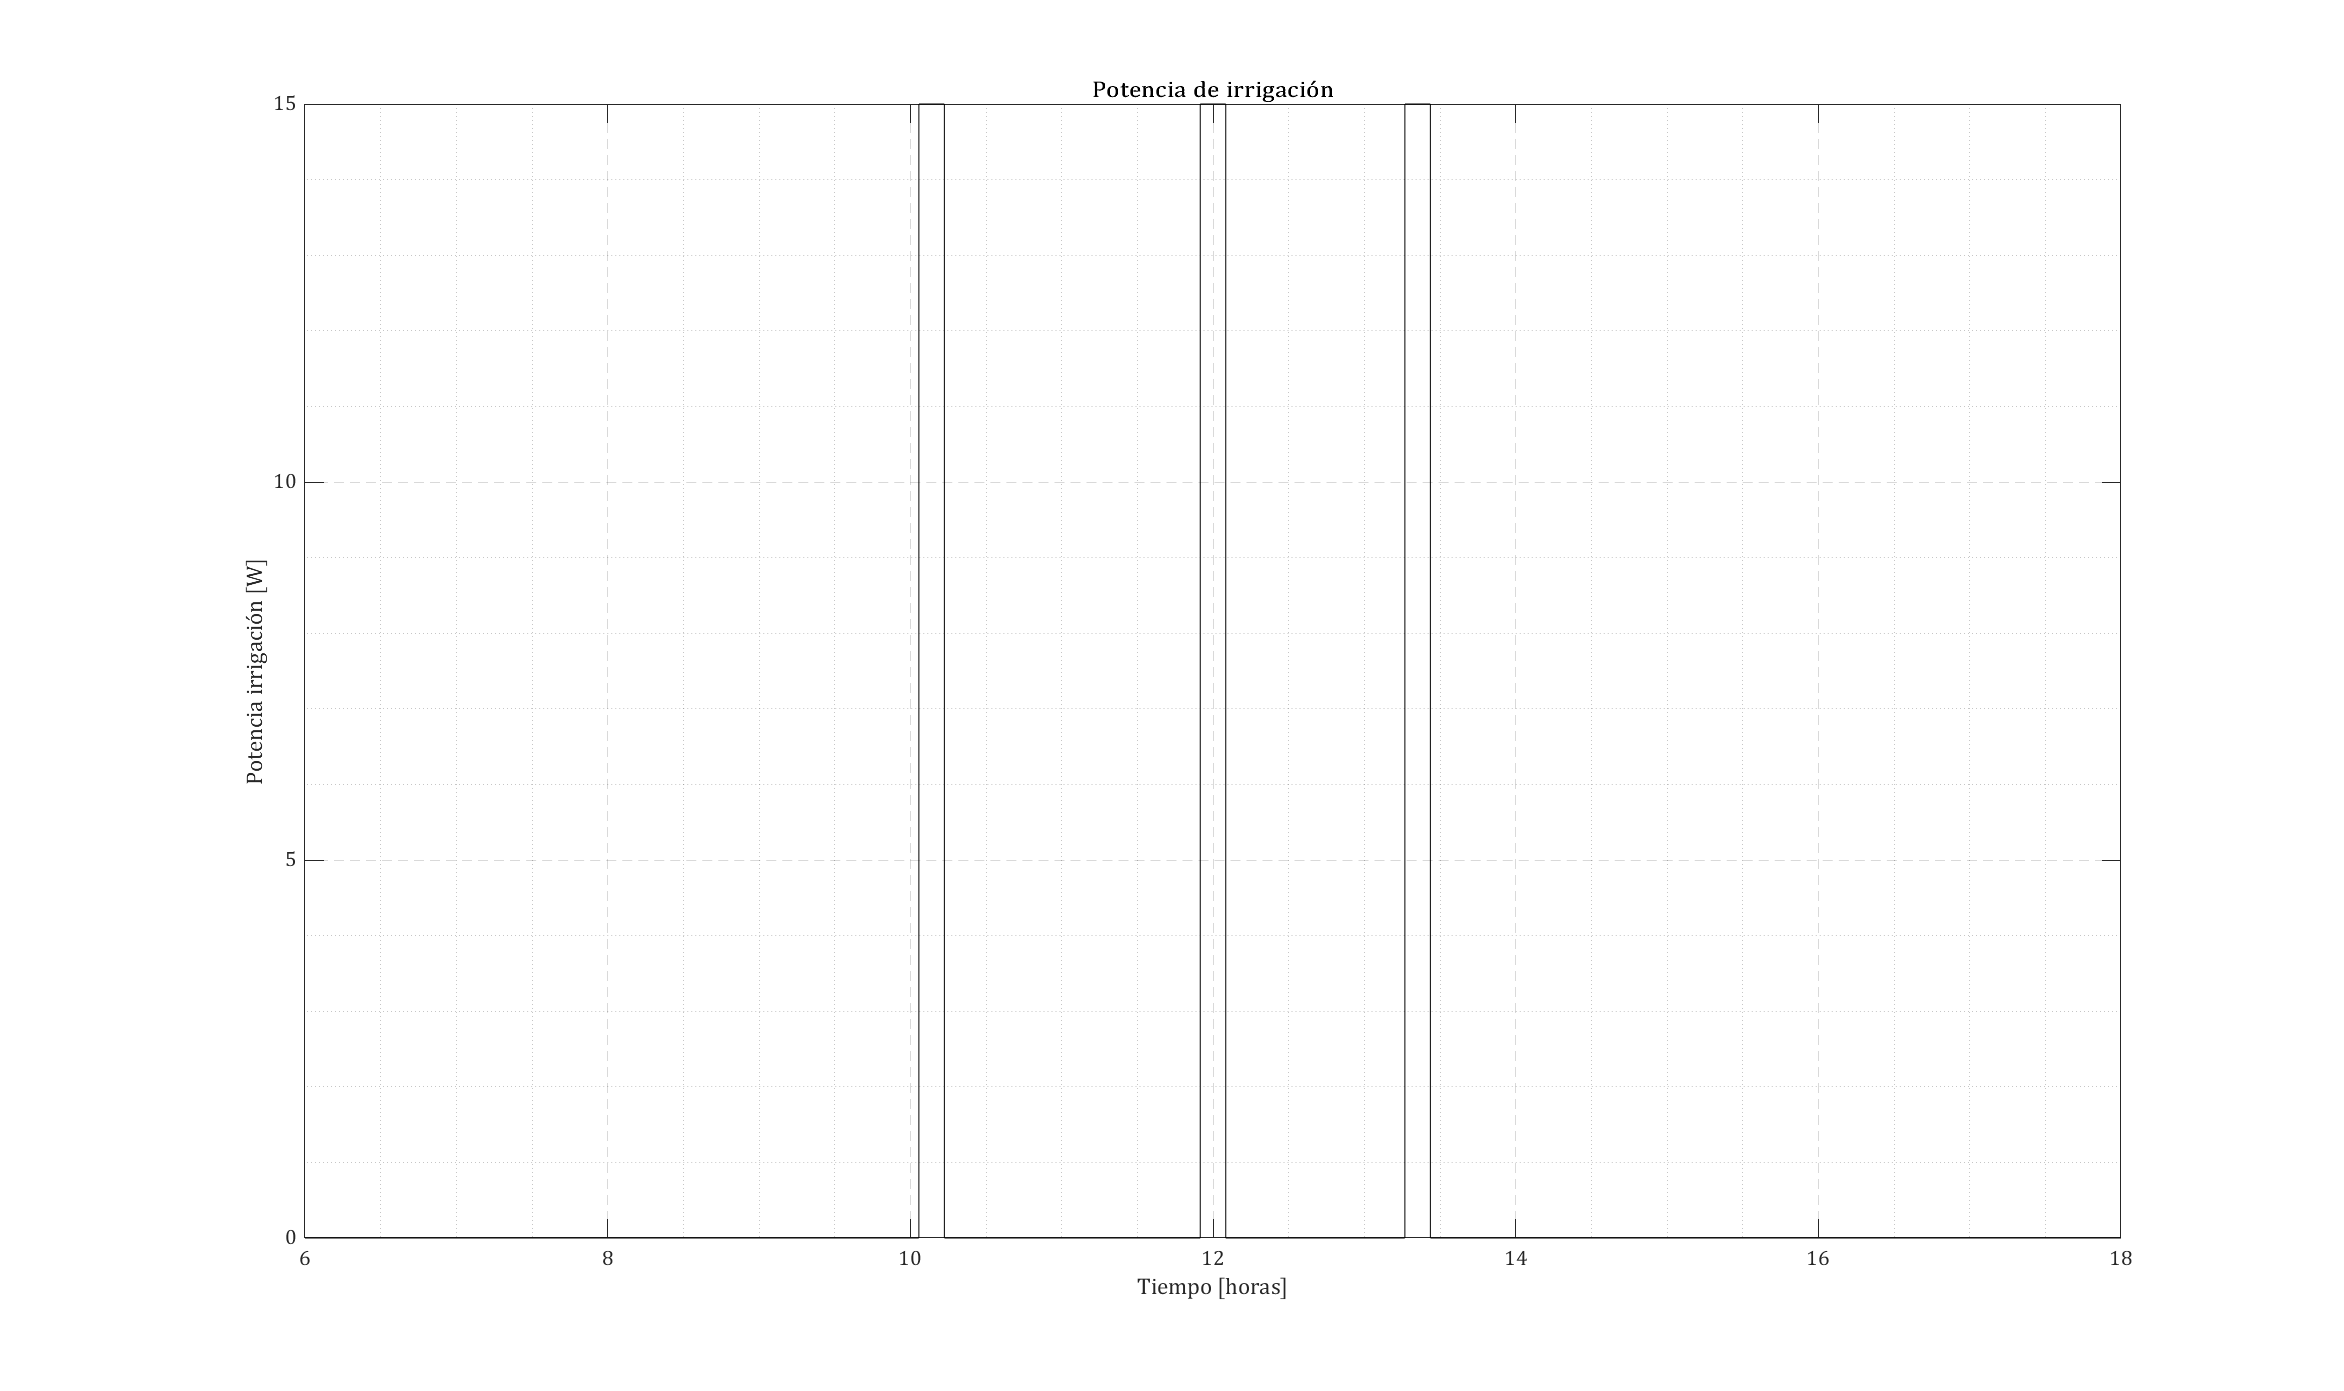 Potencia de irrigación
15
10
5
0
Potencia irrigación [W]
6 8 10 12 14 16 18
Tiempo [horas]